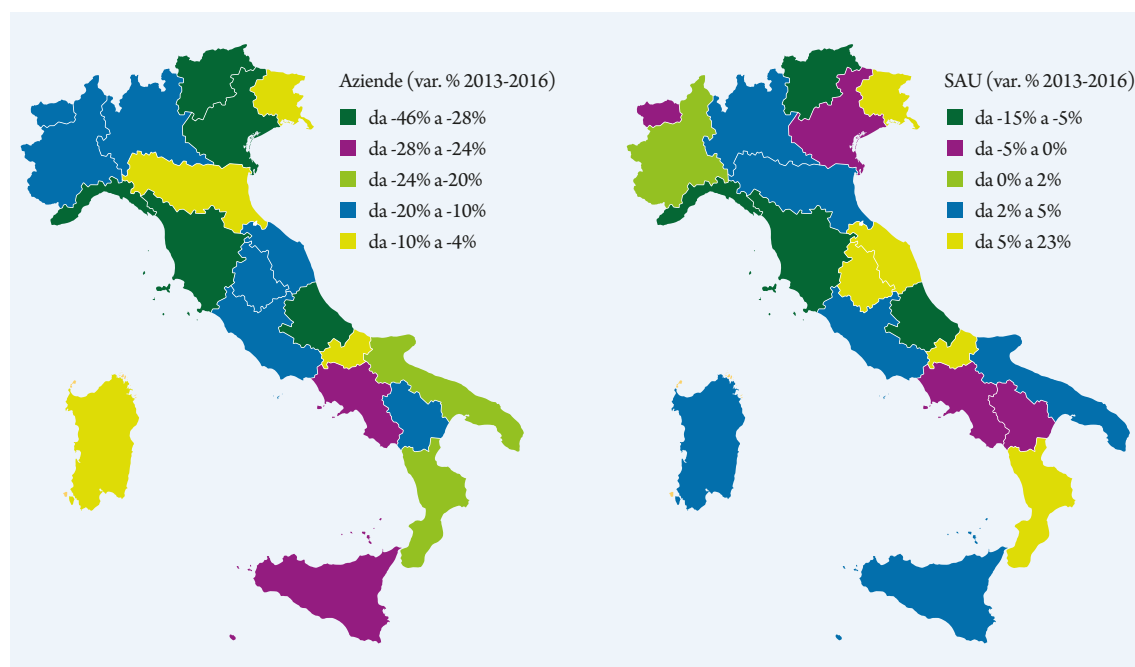 Aziende (var. % 2013-2016)
da -46% a -28%
da -28% a -24%
da -24% a-20%
da -20% a -10%
da -10% a -4%
SAU (var. % 2013-2016)
da -15% a -5%
da -5% a 0%
da 0% a 2%
da 2% a 5%
da 5% a 23%